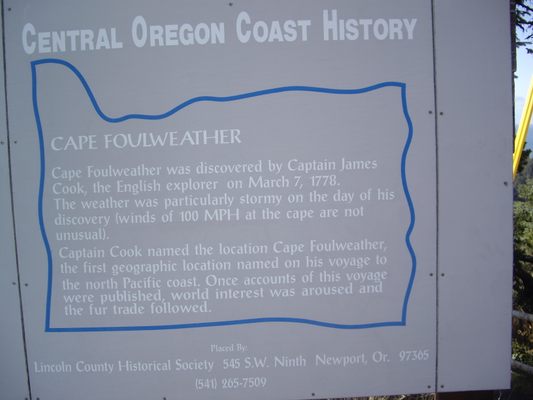 CENTRAL OREGON COAST HISTORY
CAPE FOULWEATHER
Cape Foulweather was discovered by Captain James
Cook, the English explorer on March 7, 1778.
The weather was particularly stormy on the day of his
discovery (winds of 100 MPH at the cape are not
unusual).
Captain Cook named the location Cape Foulweather,
the first geographic location named on his voyage to
the north Pacific coast. Once accounts of this voyage
were published, world interest was aroused and
the fur trade followed.
Placed By:
Lincoln County Historical Society 545 S.W. Ninth Newport, Or. 97365
(541) 265-7509